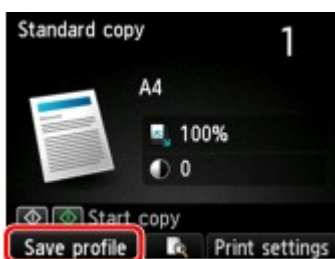 Standard copy
1
A4
100%
0
Start copy
Save profile
Print settings